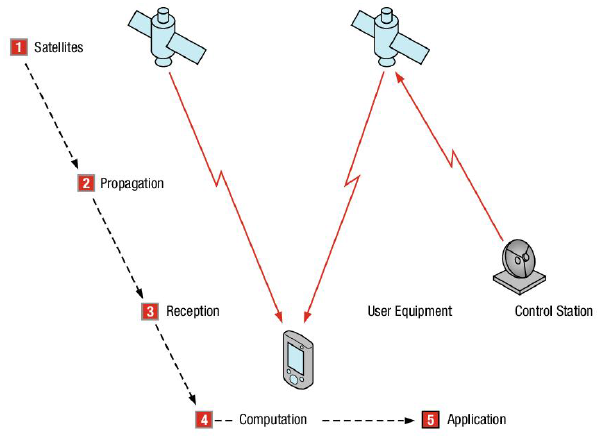 1 Satellites
2 Propagation
3 Reception
User Equipment
Control Station
4 Computation
5 Application